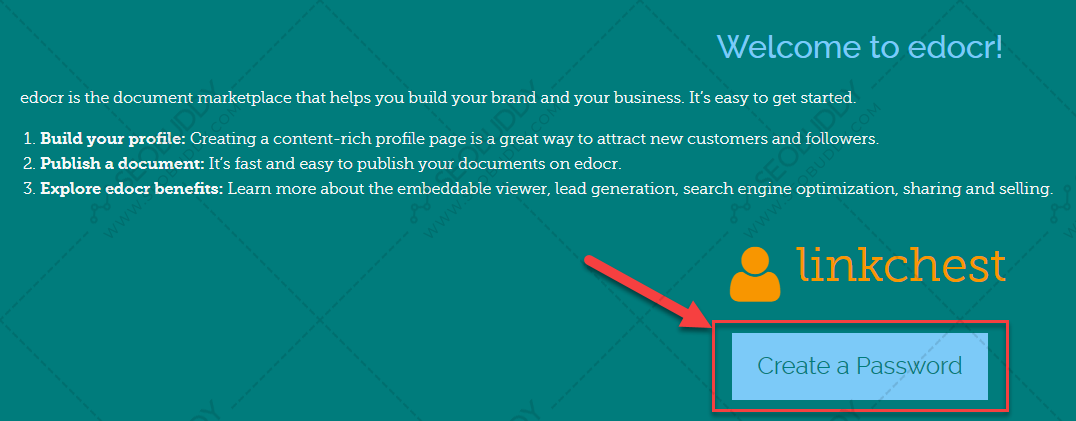 Welcome to edocr!
edocr is the document marketplace that helps you build your brand and your business. It’s easy to get started.
1. Build your profile: Creating a content-rich profile page is a great way to attract new customers and followers.
2. Publish a document: It’s fast and easy to publish your documents on edocr.
3. Explore edocr benefits: Learn more about the embeddable viewer, lead generation, search engine optimization, sharing and selling.
linkchest
Create a Password